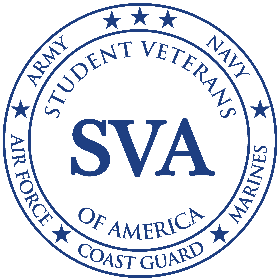 ARMY
NAVY
AIR FORCE
COAST GUARD
MARINES
STUDENT VETERANS
SVA
OF AMERICA